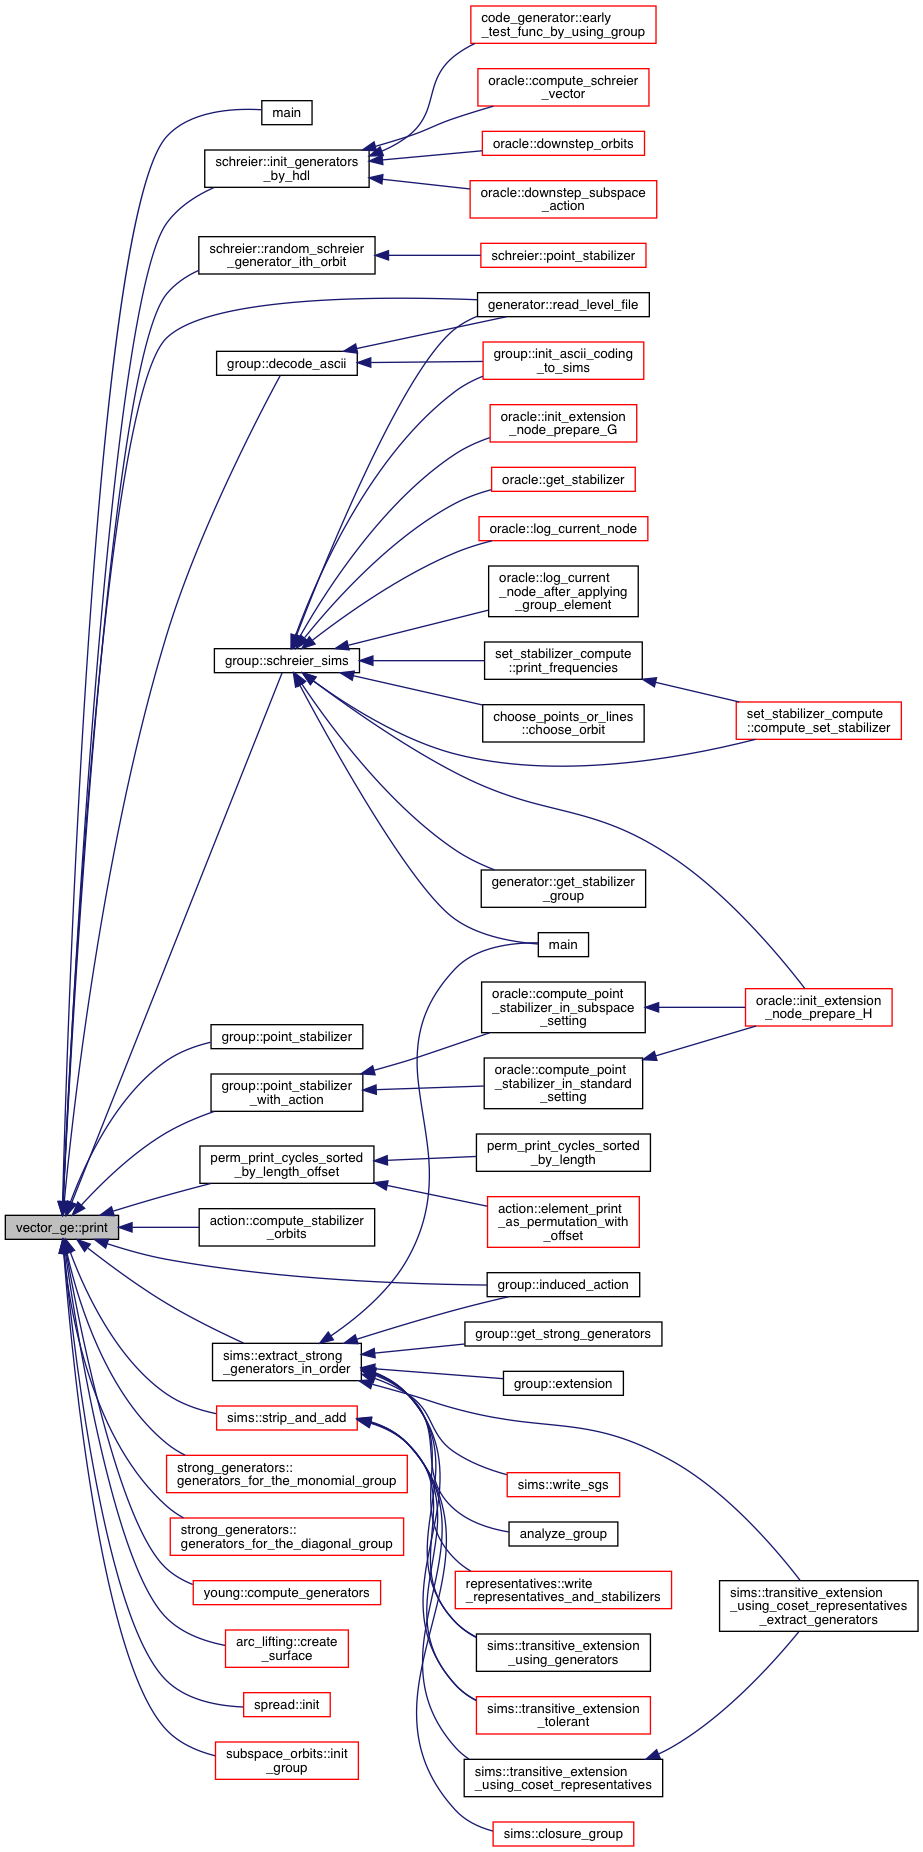 code_generator::early
_test_func_by_using_group
oracle::compute_schreier
_vector
main
oracle::downstep_orbits
schreier::init_generators
_by_hdl
oracle::downstep_subspace
_action
schreier::random_schreier
_generator_ith_orbit
schreier::point_stabilizer
generator::read_level_file
group::decode_ascii
group::init_ascii_coding
_to_sims
oracle::init_extension
_node_prepare_G
oracle::get_stabilizer
oracle::log_current_node
oracle::log_current
_node_after_applying
_group_element
group::schreier_sims
set_stabilizer_compute
::print_frequencies
choose_points_or_lines
::choose_orbit
set_stabilizer_compute
::compute_set_stabilizer
generator::get_stabilizer
_group
main
oracle::compute_point
_stabilizer_in_subspace
_setting
oracle::init_extension
_node_prepare_H
group::point_stabilizer
group::point_stabilizer
_with_action
oracle::compute_point
_stabilizer_in_standard
_setting
perm_print_cycles_sorted
_by_length_offset
perm_print_cycles_sorted
_by_length
vector_ge::print
action::compute_stabilizer
_orbits
action::element_print
_as_permutation_with
_offset
group::induced_action
group::get_strong_generators
sims::extract_strong
_generators_in_order
group::extension
sims::strip_and_add
strong_generators::
generators_for_the_monomial_group
sims::write_sgs
strong_generators::
generators_for_the_diagonal_group
analyze_group
young::compute_generators
representatives::write
_representatives_and_stabilizers
sims::transitive_extension
_using_coset_representatives
_extract_generators
arc_lifting::create
_surface
sims::transitive_extension
_using_generators
spread::init
sims::transitive_extension
_tolerant
subspace_orbits::init
_group
sims::transitive_extension
_using_coset_representatives
sims::closure_group